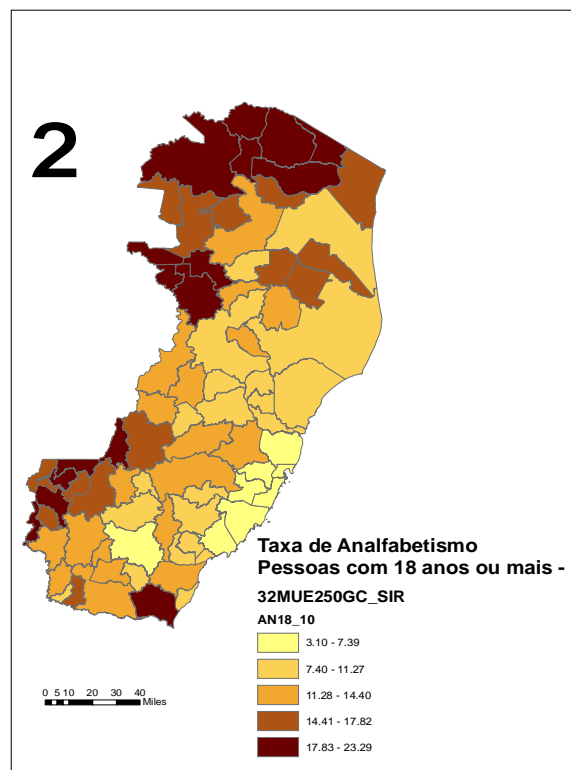 2
Taxa de Analfabetismo
Pessoas com 18 anos ou mais -
32MUE250GC_SIR
AN18_10
3.10 - 7.39
7.40 - 11.27
11.28 - 14.40
14.41 - 17.82
17.83 - 23.29
0 5 10 20 30 40
Miles